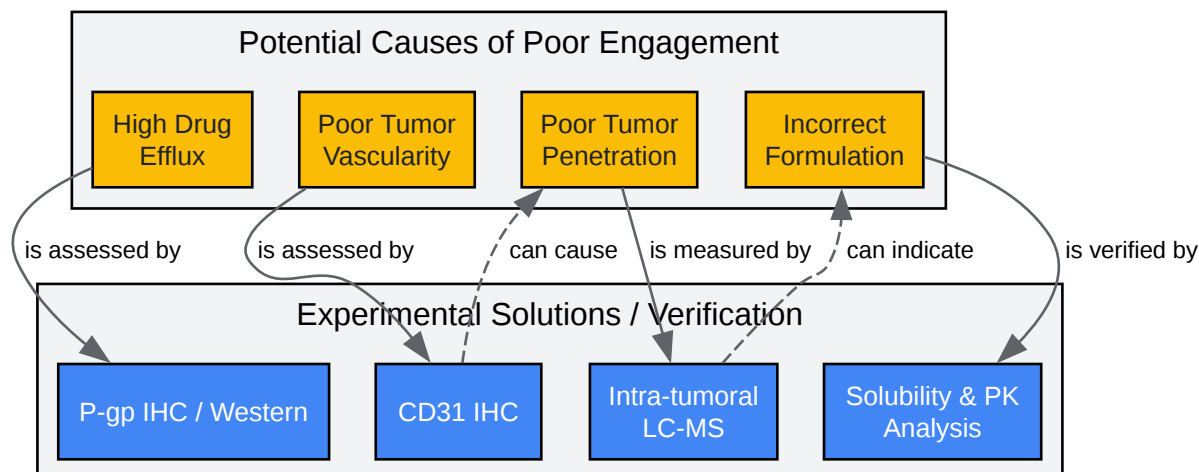 Potential Causes of Poor Engagement
High Drug
Efflux
Poor Tumor
Vascularity
Poor Tumor
Penetration
Incorrect
Formulation
is assessed by
is assessed by
can cause
is measured by
can indicate
is verified by
Experimental Solutions / Verification
P-gp IHC / Western
CD31 IHC
Intra-tumoral
LC-MS
Solubility & PK
Analysis